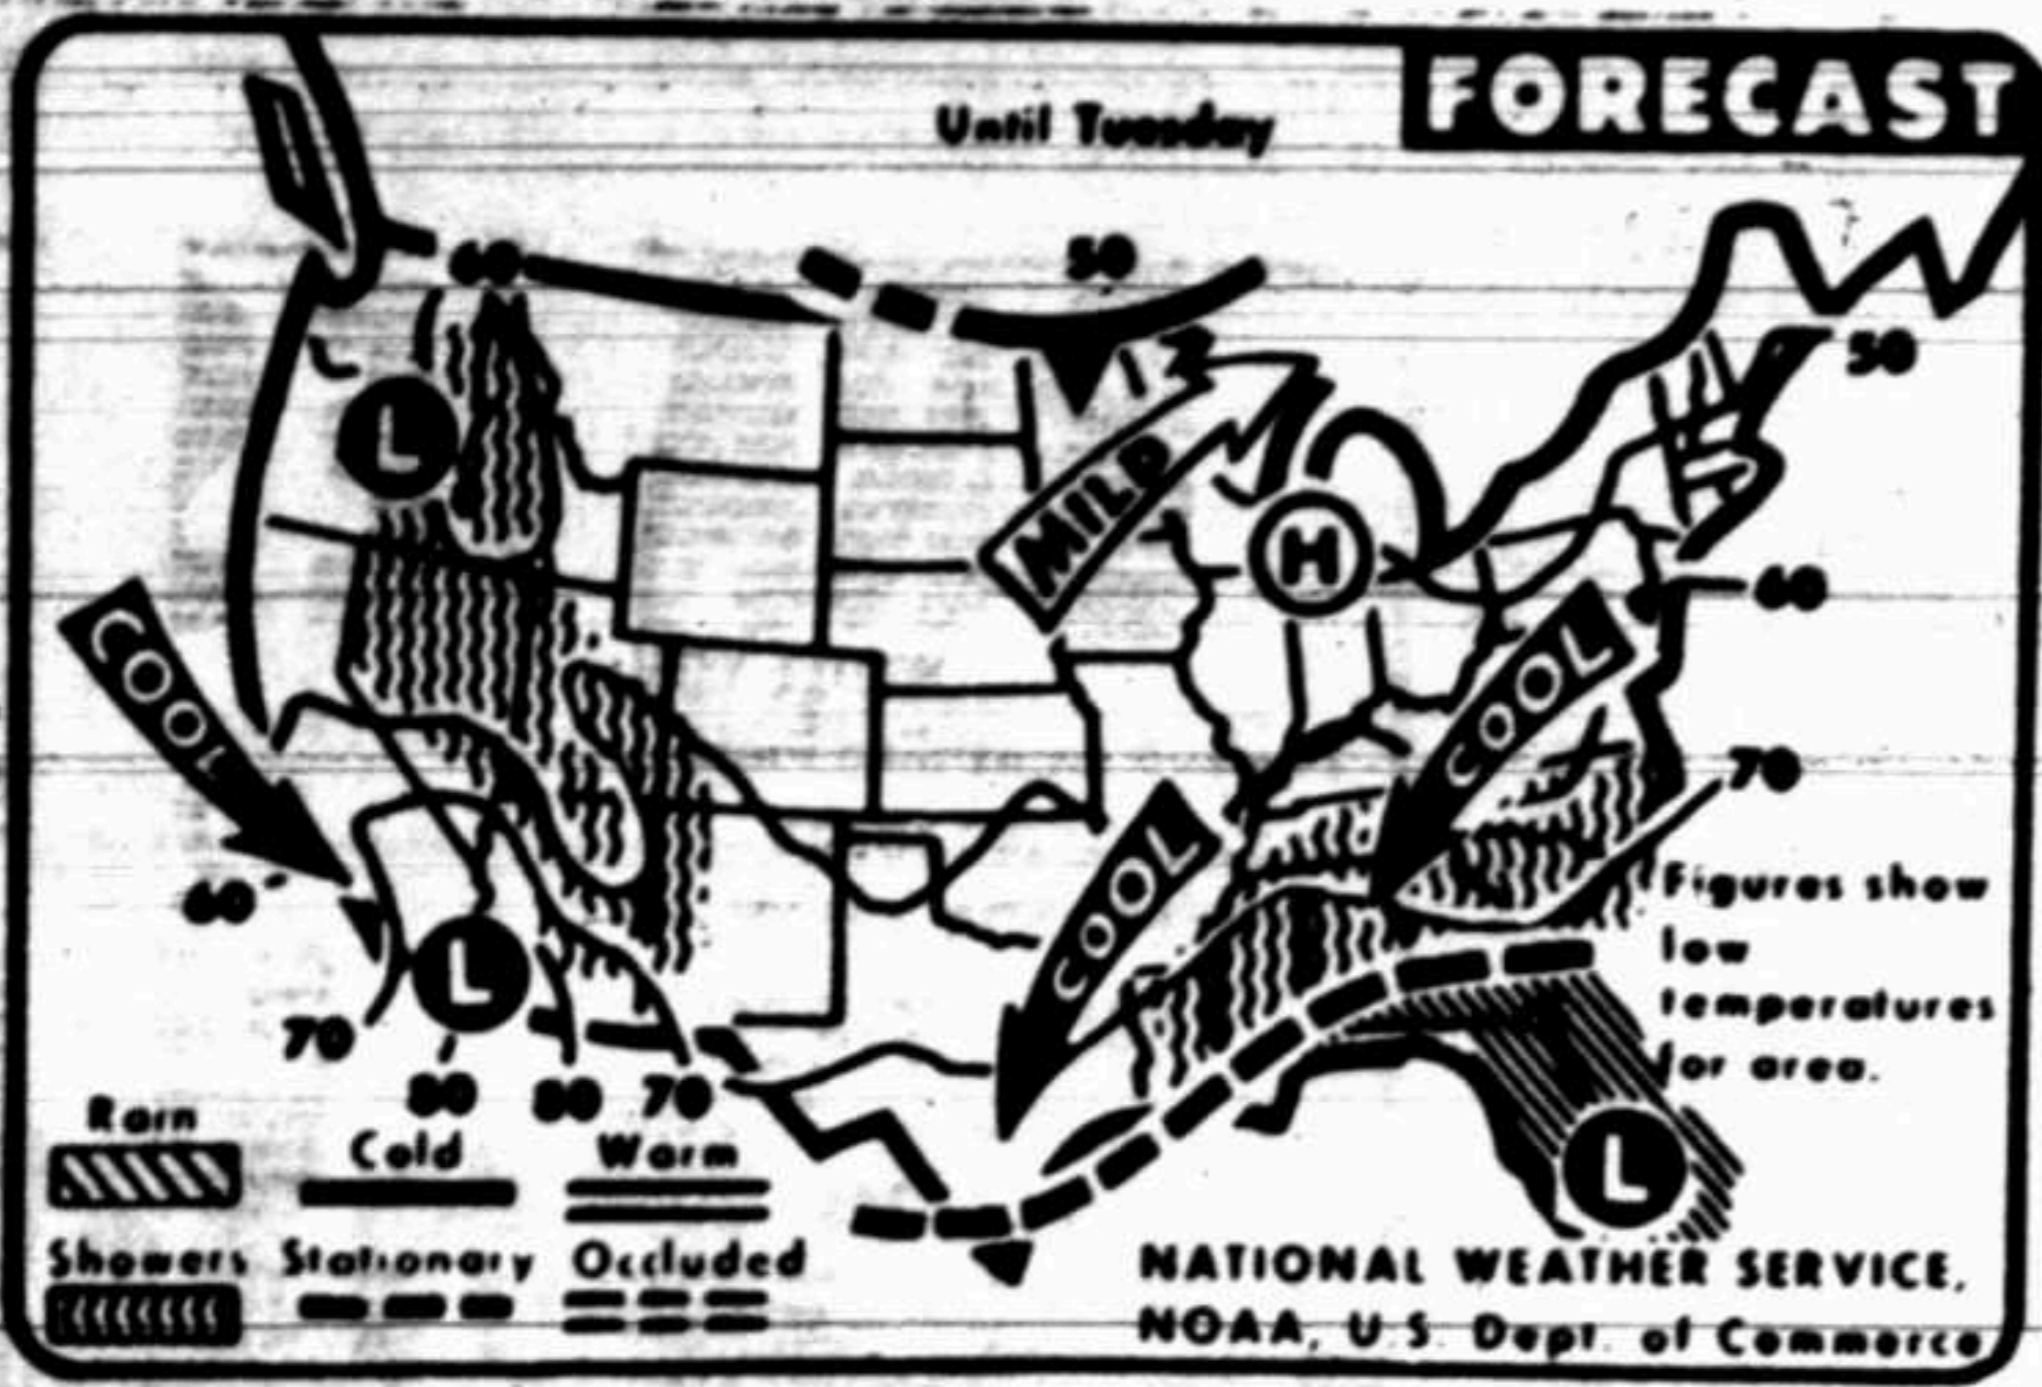 FORECAST
Until Tuesday
60
50
50
L
MILD
H
COOL
60
COOL
70
COOL
60
L
70
80
80
70
Figures show
low
temperatures
for area.
L
Rain
Cold
Warm
Showers
Stationary
Occluded
NATIONAL WEATHER SERVICE,
NOAA, U.S. Dept. of Commerce